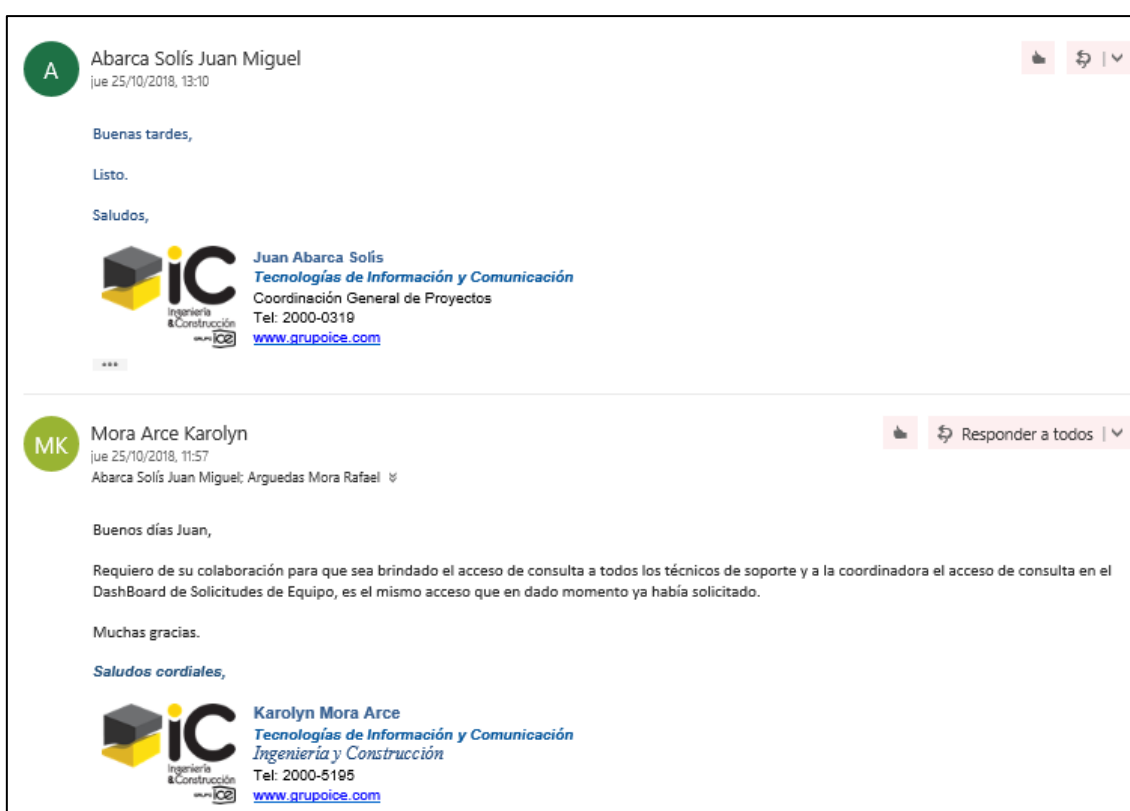 A
Abarca Solís Juan Miguel
jue 25/10/2018, 13:10
Buenas tardes,
Listo.
Saludos,
iC
Ingeniería
&Construcción
GRUPO ice
Juan Abarca Solís
Tecnologías de Información y Comunicación
Coordinación General de Proyectos
Tel: 2000-0319
www.grupoice.com
MK
Mora Arce Karolyn
Responder a todos
jue 25/10/2018, 11:57
Abarca Solís Juan Miguel; Arguedas Mora Rafael
Buenos días Juan,
Requiero de su colaboración para que sea brindado el acceso de consulta a todos los técnicos de soporte y a la coordinadora el acceso de consulta en el
DashBoard de Solicitudes de Equipo, es el mismo acceso que en dado momento ya había solicitado.
Muchas gracias.
Saludos cordiales,
iC
Ingeniería
&Construcción
GRUPO ice
Karolyn Mora Arce
Tecnologías de Información y Comunicación
Ingeniería y Construcción
Tel: 2000-5195
www.grupoice.com